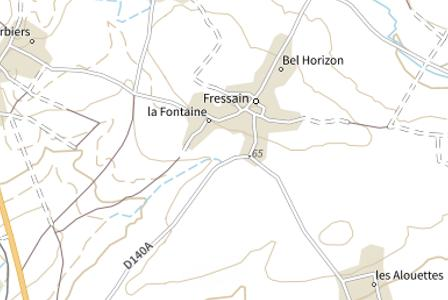 rbiers
Bel Horizon
Fressain
la Fontaine
65
D140A
les Alouettes